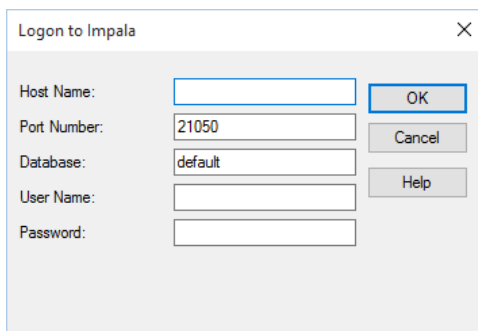 Logon to Impala
Host Name:
OK
Port Number: 21050
Cancel
Database: default
Help
User Name:
Password: